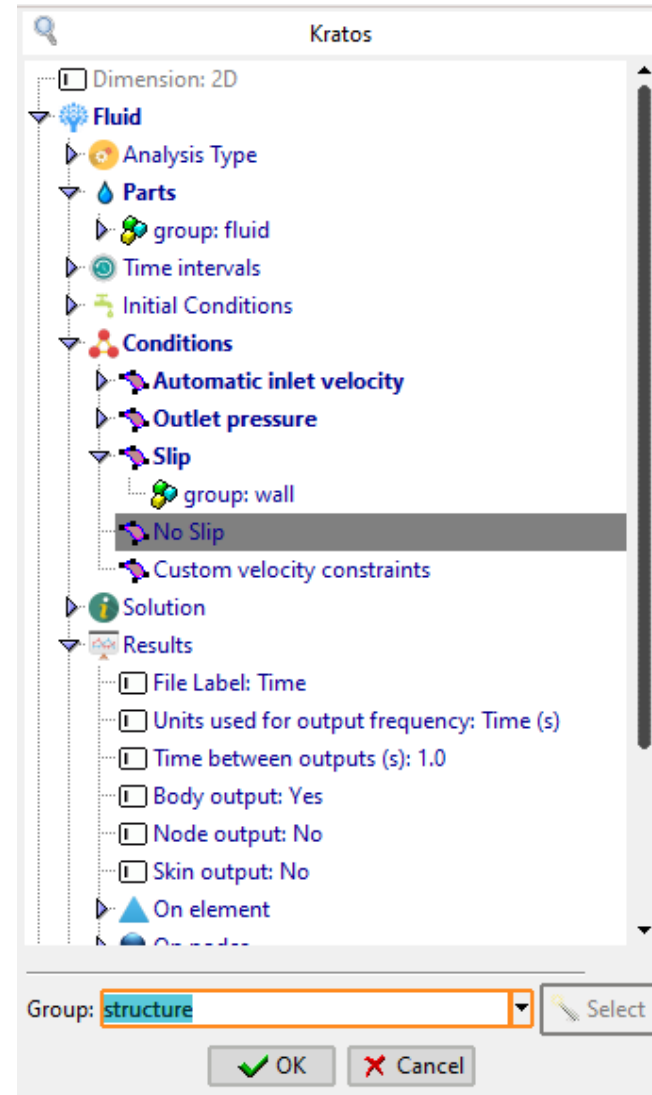 Kratos
Dimension: 2D
Fluid
Analysis Type
Parts
group: fluid
Time intervals
Initial Conditions
Conditions
Automatic inlet velocity
Outlet pressure
Slip
group: wall
No Slip
Custom velocity constraints
Solution
Results
File Label: Time
Units used for output frequency: Time (s)
Time between outputs (s): 1.0
Body output: Yes
Node output: No
Skin output: No
On element
On nodes
Group: structure Select
OK Cancel